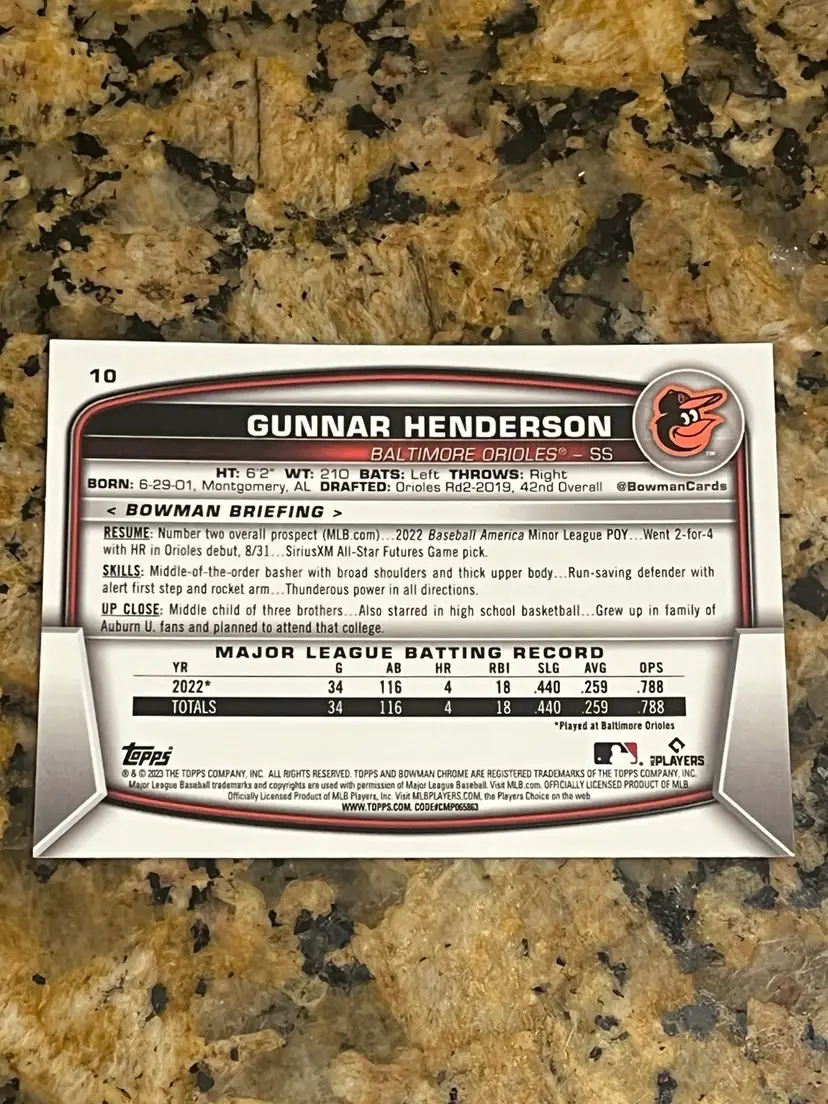 10
GUNNAR HENDERSON
BALTIMORE ORIOLES® – SS
HT: 6'2" WT: 210 BATS: Left THROWS: Right
BORN: 6-29-01, Montgomery, AL DRAFTED: Orioles Rd2-2019, 42nd Overall @BowmanCards
< BOWMAN BRIEFING >
RESUME: Number two overall prospect (MLB.com)...2022 Baseball America Minor League POY...Went 2-for-4
with HR in Orioles debut, 8/31...SiriusXM All-Star Futures Game pick.
SKILLS: Middle-of-the-order basher with broad shoulders and thick upper body...Run-saving defender with
alert first step and rocket arm...Thunderous power in all directions.
UP CLOSE: Middle child of three brothers...Also starred in high school basketball...Grew up in family of
Auburn U. fans and planned to attend that college.
MAJOR LEAGUE BATTING RECORD
YR G AB HR RBI SLG AVG OPS
2022* 34 116 4 18 .440 .259 .788
TOTALS 34 116 4 18 .440 .259 .788
*Played at Baltimore Orioles
Topps
MLB PLAYERS
® & © 2023 THE TOPPS COMPANY, INC. ALL RIGHTS RESERVED. TOPPS AND BOWMAN CHROME ARE REGISTERED TRADEMARKS OF THE TOPPS COMPANY, INC.
Major League Baseball trademarks and copyrights are used with permission of Major League Baseball. Visit MLB.com. OFFICIALLY LICENSED PRODUCT OF MLB
Officially Licensed Product of MLB Players, Inc. Visit MLBPLAYERS.COM, the Players Choice on the web.
WWW.TOPPS.COM. CODE#CMP065863